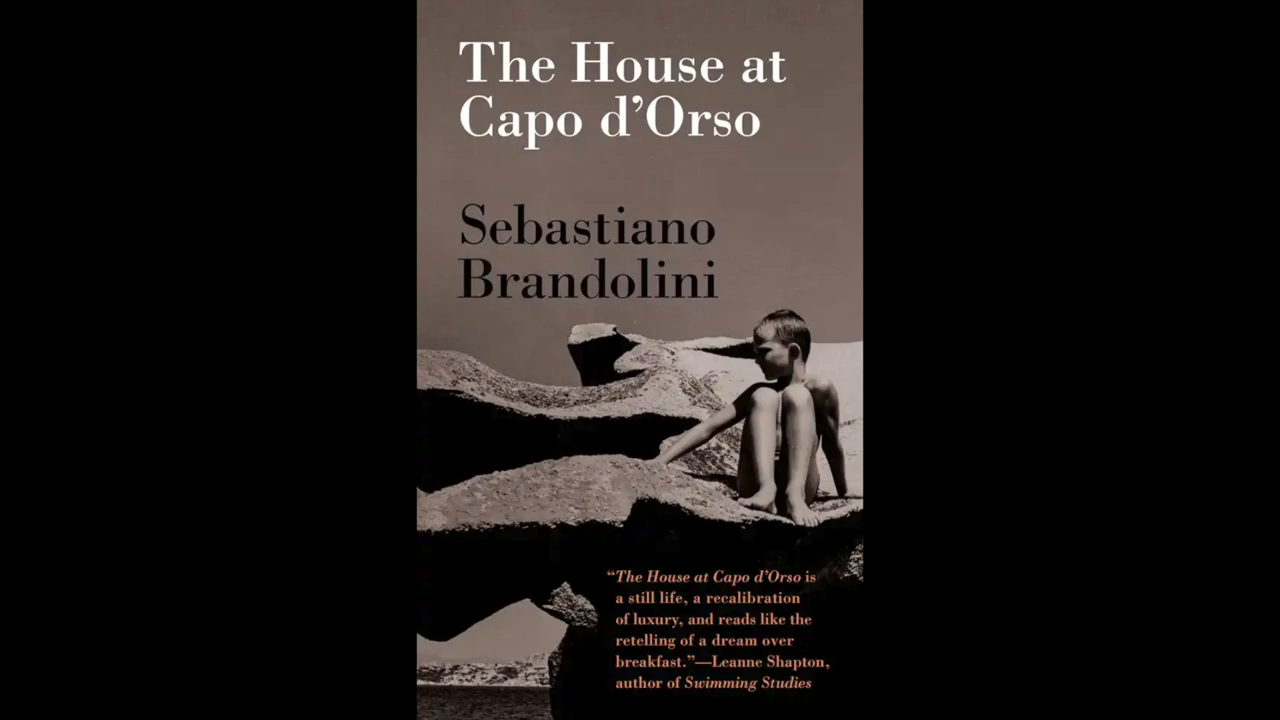 The House at
Capo d’Orso
Sebastiano
Brandolini
“The House at Capo d’Orso is
a still life, a recalibration
of luxury, and reads like the
retelling of a dream over
breakfast.”—Leanne Shapton,
author of Swimming Studies